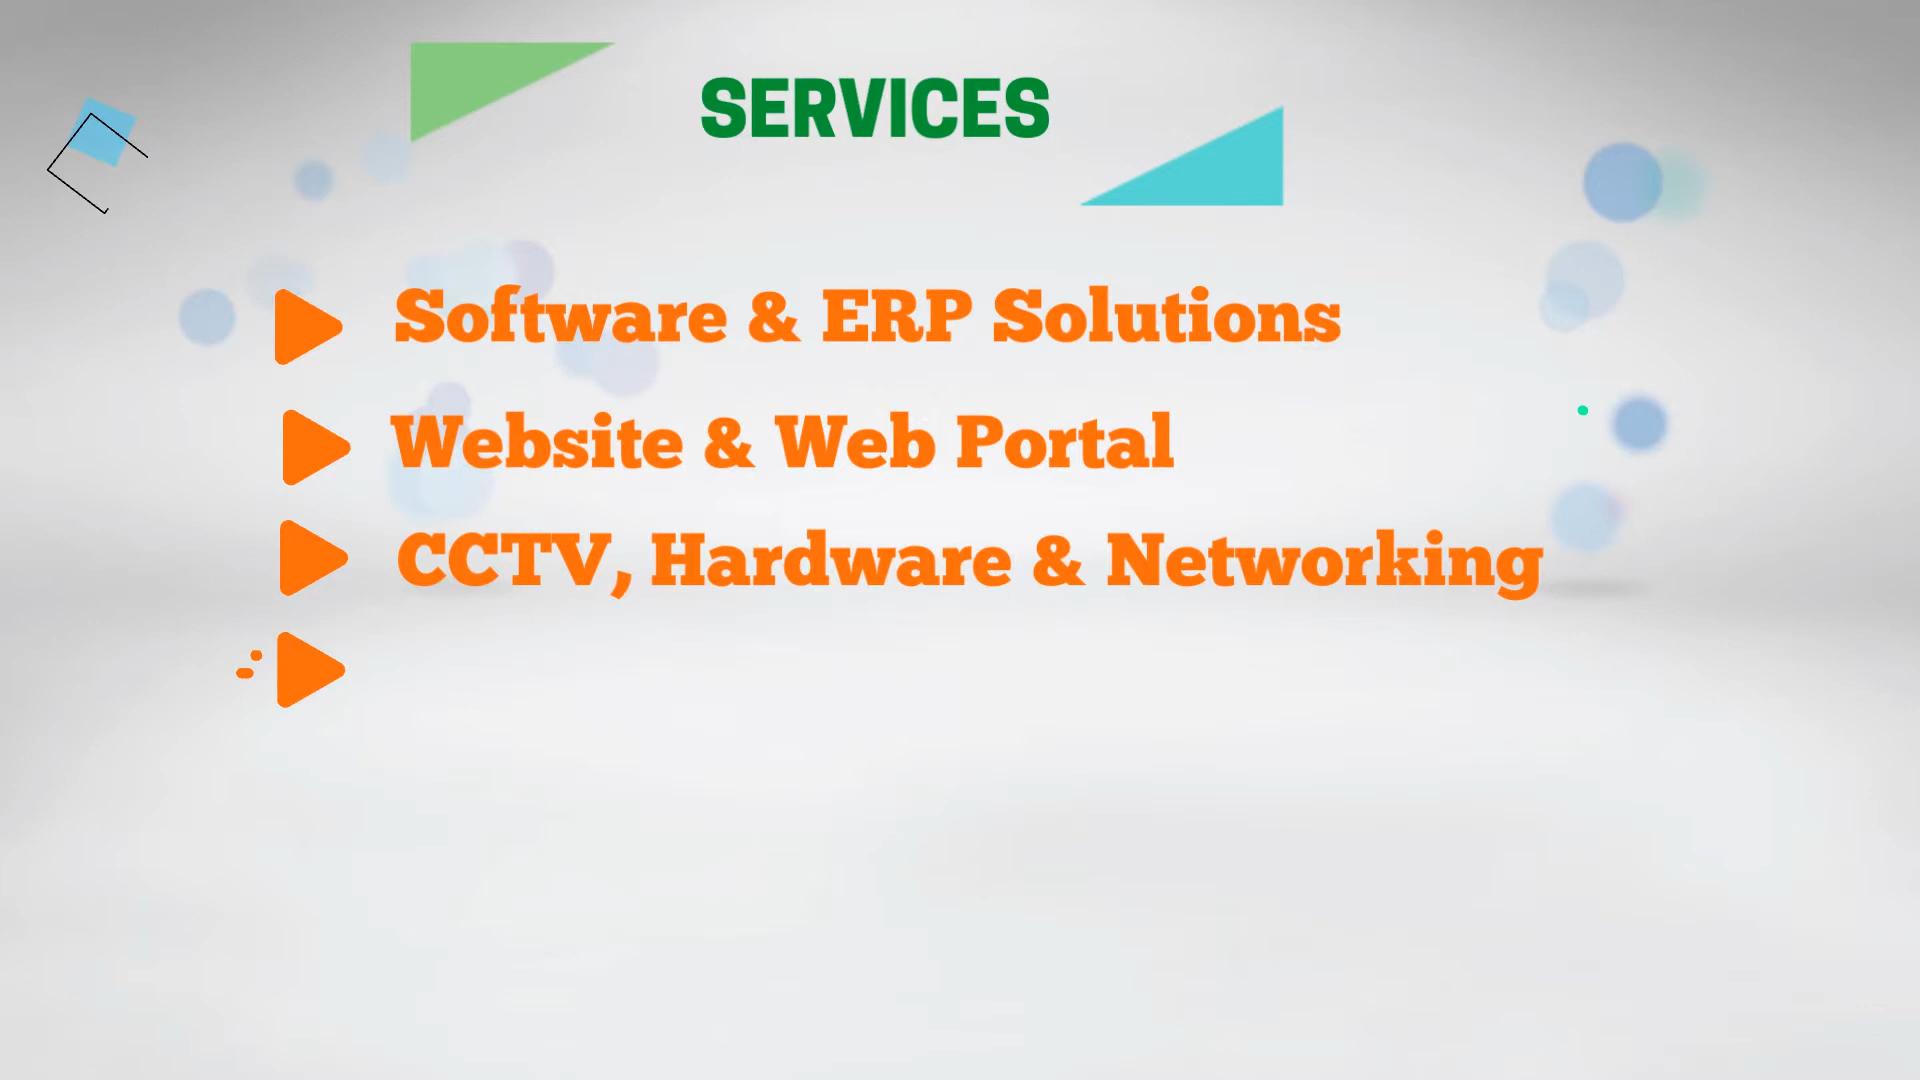 SERVICES
Software & ERP Solutions
Website & Web Portal
CCTV, Hardware & Networking